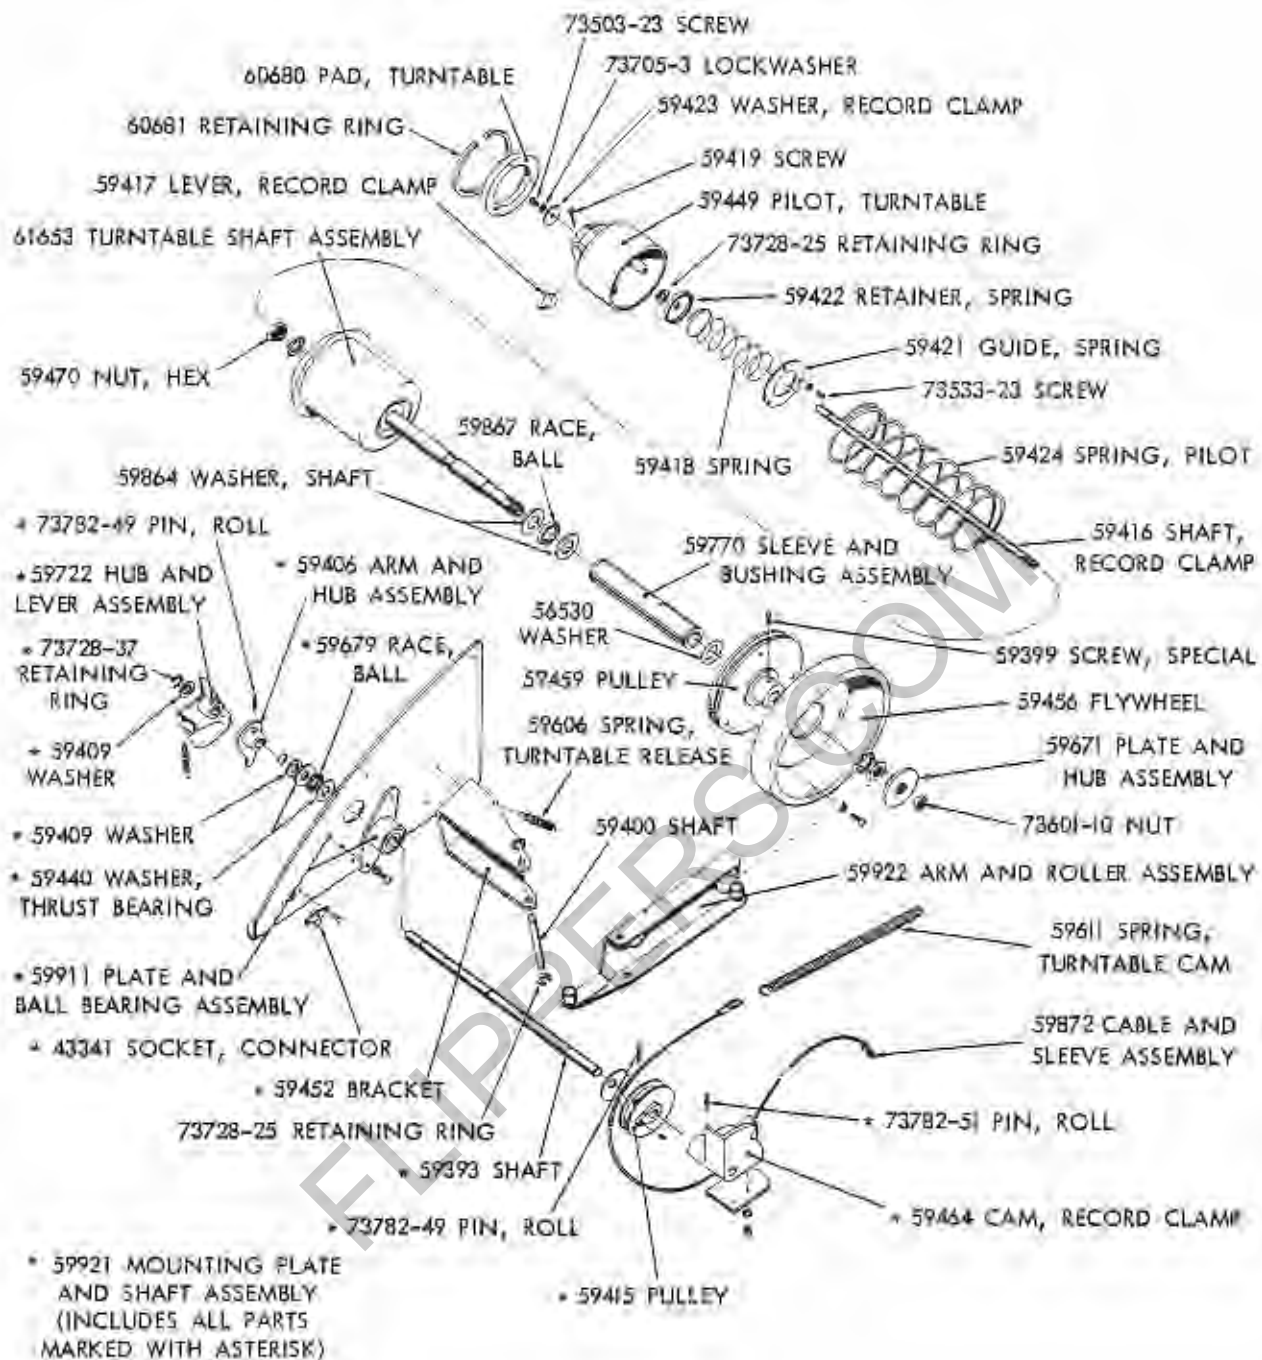 73503-23 SCREW
73705-3 LOCKWASHER
60680 PAD, TURNTABLE
59423 WASHER, RECORD CLAMP
60681 RETAINING RING
59419 SCREW
59417 LEVER, RECORD CLAMP
59449 PILOT, TURNTABLE
61653 TURNTABLE SHAFT ASSEMBLY
73728-25 RETAINING RING
59422 RETAINER, SPRING
59421 GUIDE, SPRING
59470 NUT, HEX
73533-23 SCREW
59867 RACE,
BALL
59418 SPRING
59424 SPRING, PILOT
59864 WASHER, SHAFT
* 73782-49 PIN, ROLL
59416 SHAFT,
RECORD CLAMP
59770 SLEEVE AND
BUSHING ASSEMBLY
* 59722 HUB AND
LEVER ASSEMBLY
* 59406 ARM AND
HUB ASSEMBLY
56530
WASHER
* 73728-37
RETAINING
RING
* 59679 RACE,
BALL
59399 SCREW, SPECIAL
59459 PULLEY
59456 FLYWHEEL
59606 SPRING,
TURNTABLE RELEASE
* 59409
WASHER
59671 PLATE AND
HUB ASSEMBLY
* 59409 WASHER
59400 SHAFT
73601-10 NUT
* 59440 WASHER,
THRUST BEARING
59922 ARM AND ROLLER ASSEMBLY
59611 SPRING,
TURNTABLE CAM
* 59911 PLATE AND
BALL BEARING ASSEMBLY
59872 CABLE AND
SLEEVE ASSEMBLY
* 43341 SOCKET, CONNECTOR
* 59452 BRACKET
* 73782-51 PIN, ROLL
73728-25 RETAINING RING
* 59393 SHAFT
* 59464 CAM, RECORD CLAMP
* 73782-49 PIN, ROLL
* 59415 PULLEY
* 59921 MOUNTING PLATE
AND SHAFT ASSEMBLY
(INCLUDES ALL PARTS
MARKED WITH ASTERISK)
FLIPPERS.COM